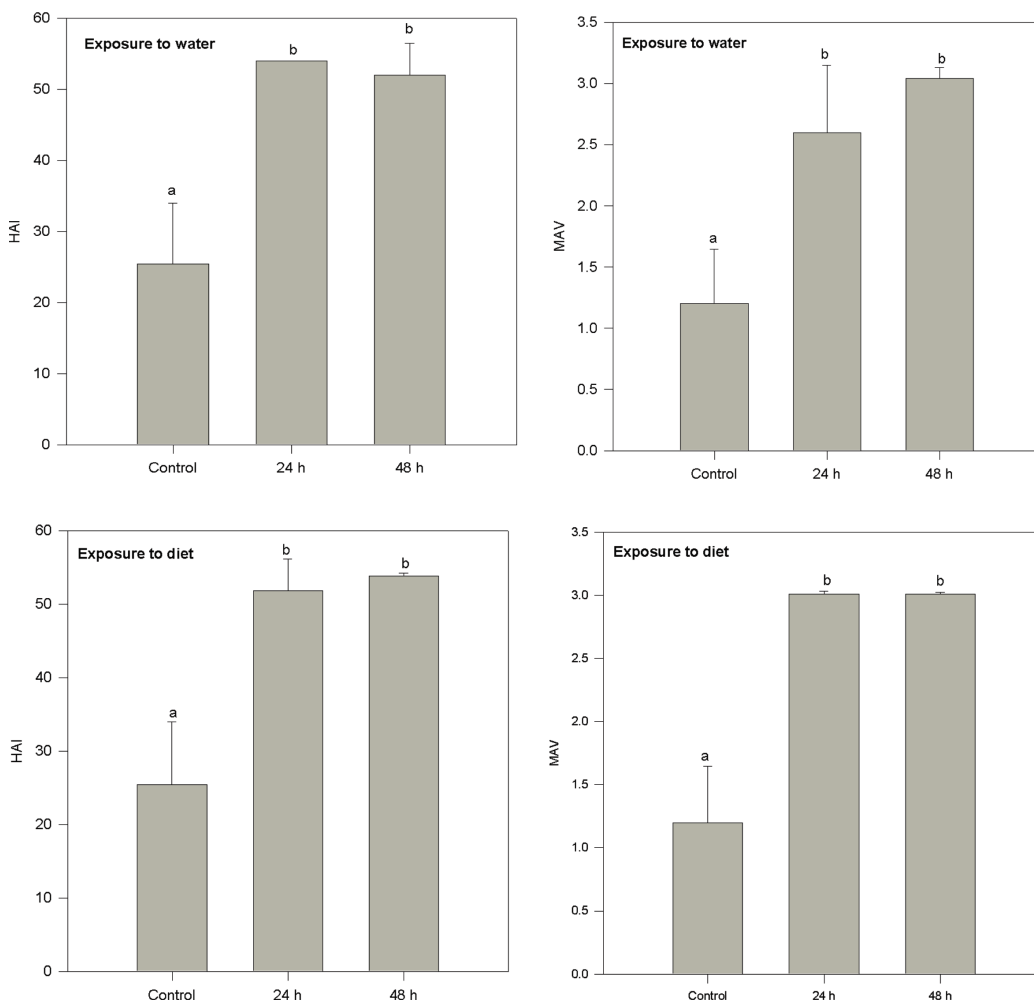 Exposure to water
HAI
60
50
40
30
20
10
0
a
b
b
Control 24 h 48 h
Exposure to water
MAV
3.5
3.0
2.5
2.0
1.5
1.0
0.5
0.0
a
b
b
Control 24 h 48 h
Exposure to diet
HAI
60
50
40
30
20
10
0
a
b
b
Control 24 h 48 h
Exposure to diet
MAV
3.5
3.0
2.5
2.0
1.5
1.0
0.5
0.0
a
b
b
Control 24 h 48 h